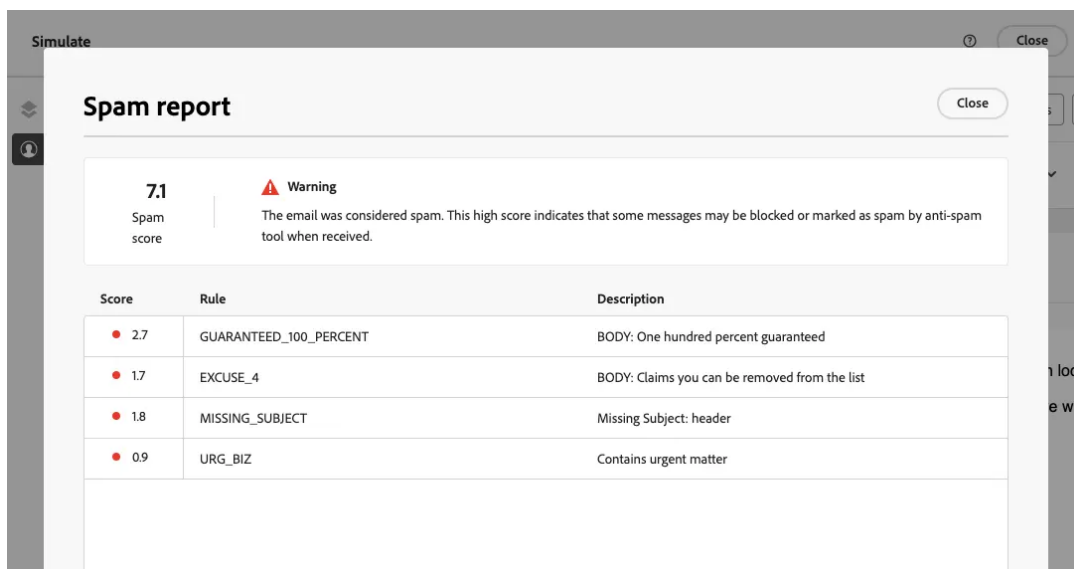 Simulate
Close
Spam report
Close
7.1
Spam
score
Warning
The email was considered spam. This high score indicates that some messages may be blocked or marked as spam by anti-spam
tool when received.
Score Rule Description
2.7 GUARANTEED_100_PERCENT BODY: One hundred percent guaranteed
1.7 EXCUSE_4 BODY: Claims you can be removed from the list
1.8 MISSING_SUBJECT Missing Subject: header
0.9 URG_BIZ Contains urgent matter